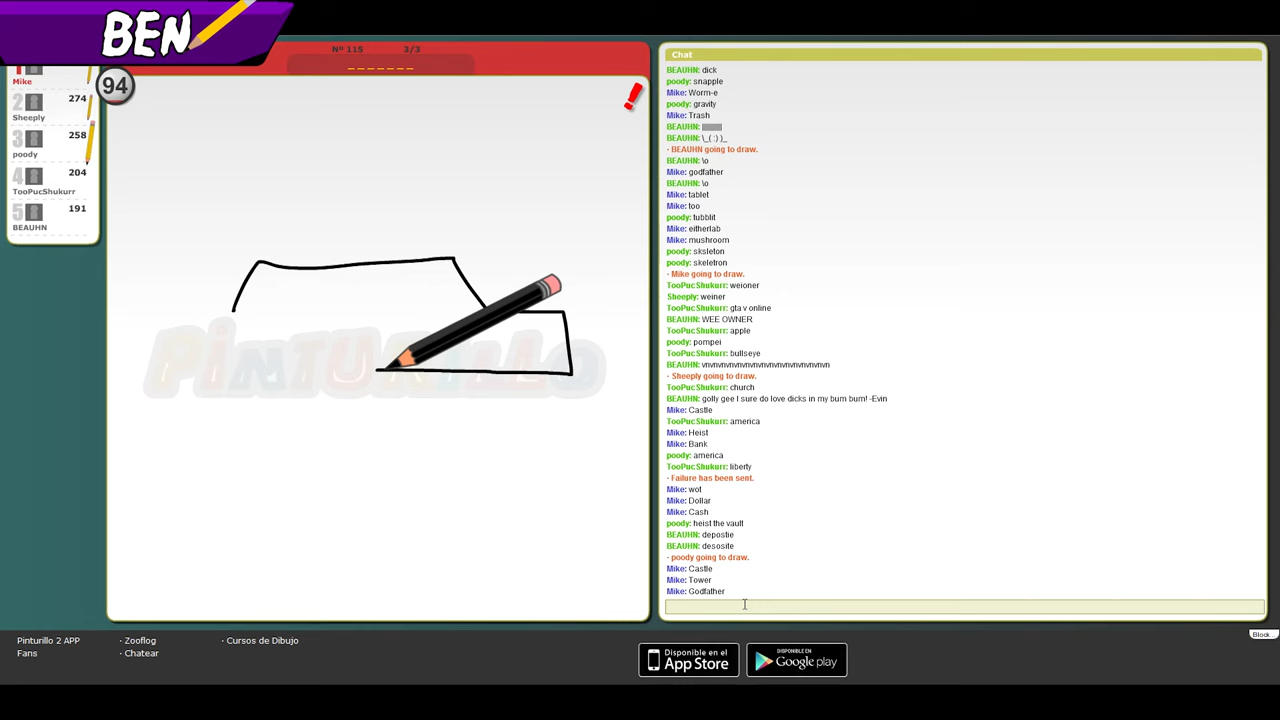 BEN
Nº 115
3/3
_ _ _ _ _ _ _
94
Mike
2
274
Sheeply
3
258
poody
4
204
TooPucShukurr
5
191
BEAUHN
PINTURILLO
Chat
BEAUHN: dick
poody: snapple
Mike: Worm-e
poody: gravity
Mike: Trash
BEAUHN:
BEAUHN: \_( :) )_
- BEAUHN going to draw.
BEAUHN: \o
Mike: godfather
BEAUHN: \o
Mike: tablet
Mike: too
poody: tubblit
Mike: eitherlab
Mike: mushroom
poody: sksleton
poody: skeletron
- Mike going to draw.
TooPucShukurr: weioner
Sheeply: weiner
TooPucShukurr: gta v online
BEAUHN: WEE OWNER
TooPucShukurr: apple
poody: pompei
TooPucShukurr: bullseye
BEAUHN: vnvnvnvnvnvnvnvnvnvnvnvnvnvn
- Sheeply going to draw.
TooPucShukurr: church
BEAUHN: golly gee I sure do love dicks in my bum bum! -Evin
Mike: Castle
TooPucShukurr: america
Mike: Heist
Mike: Bank
poody: america
TooPucShukurr: liberty
- Failure has been sent.
Mike: wot
Mike: Dollar
Mike: Cash
poody: heist the vault
BEAUHN: depostie
BEAUHN: desosite
- poody going to draw.
Mike: Castle
Mike: Tower
Mike: Godfather
Pinturillo 2 APP
· Zooflog
· Cursos de Dibujo
Fans
· Chatear
Disponible en el
App Store
DISPONIBLE EN
Google play
Block...